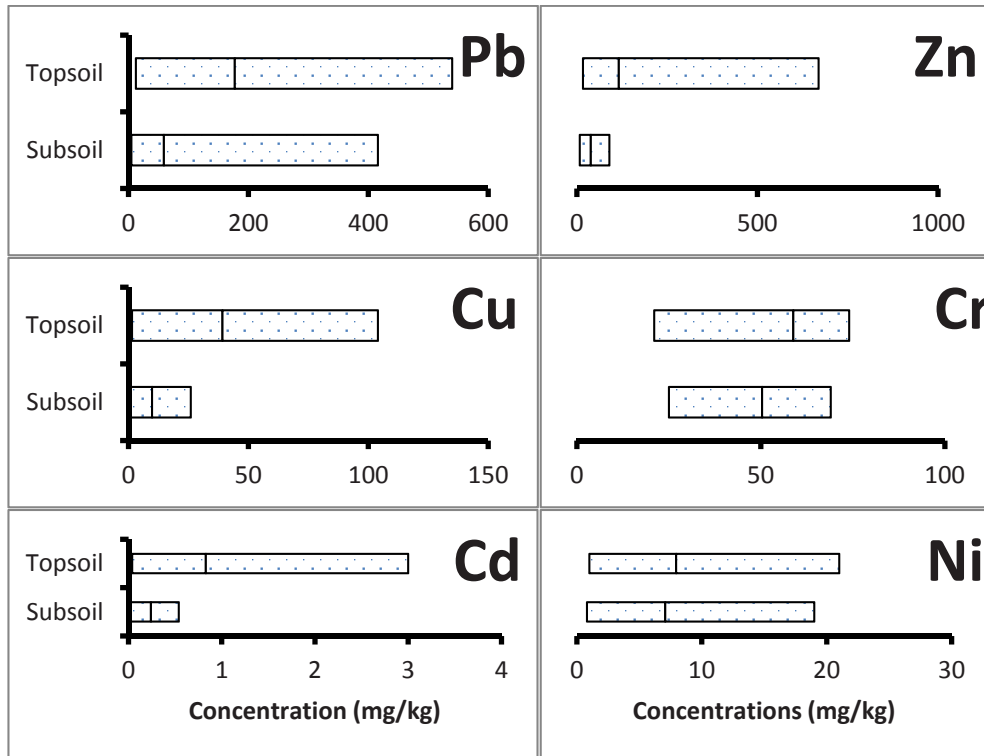 Pb
Topsoil
Subsoil
0 200 400 600
Zn
0 500 1000
Cu
Topsoil
Subsoil
0 50 100 150
Cr
0 50 100
Cd
Topsoil
Subsoil
0 1 2 3 4
Concentration (mg/kg)
Ni
0 10 20 30
Concentrations (mg/kg)